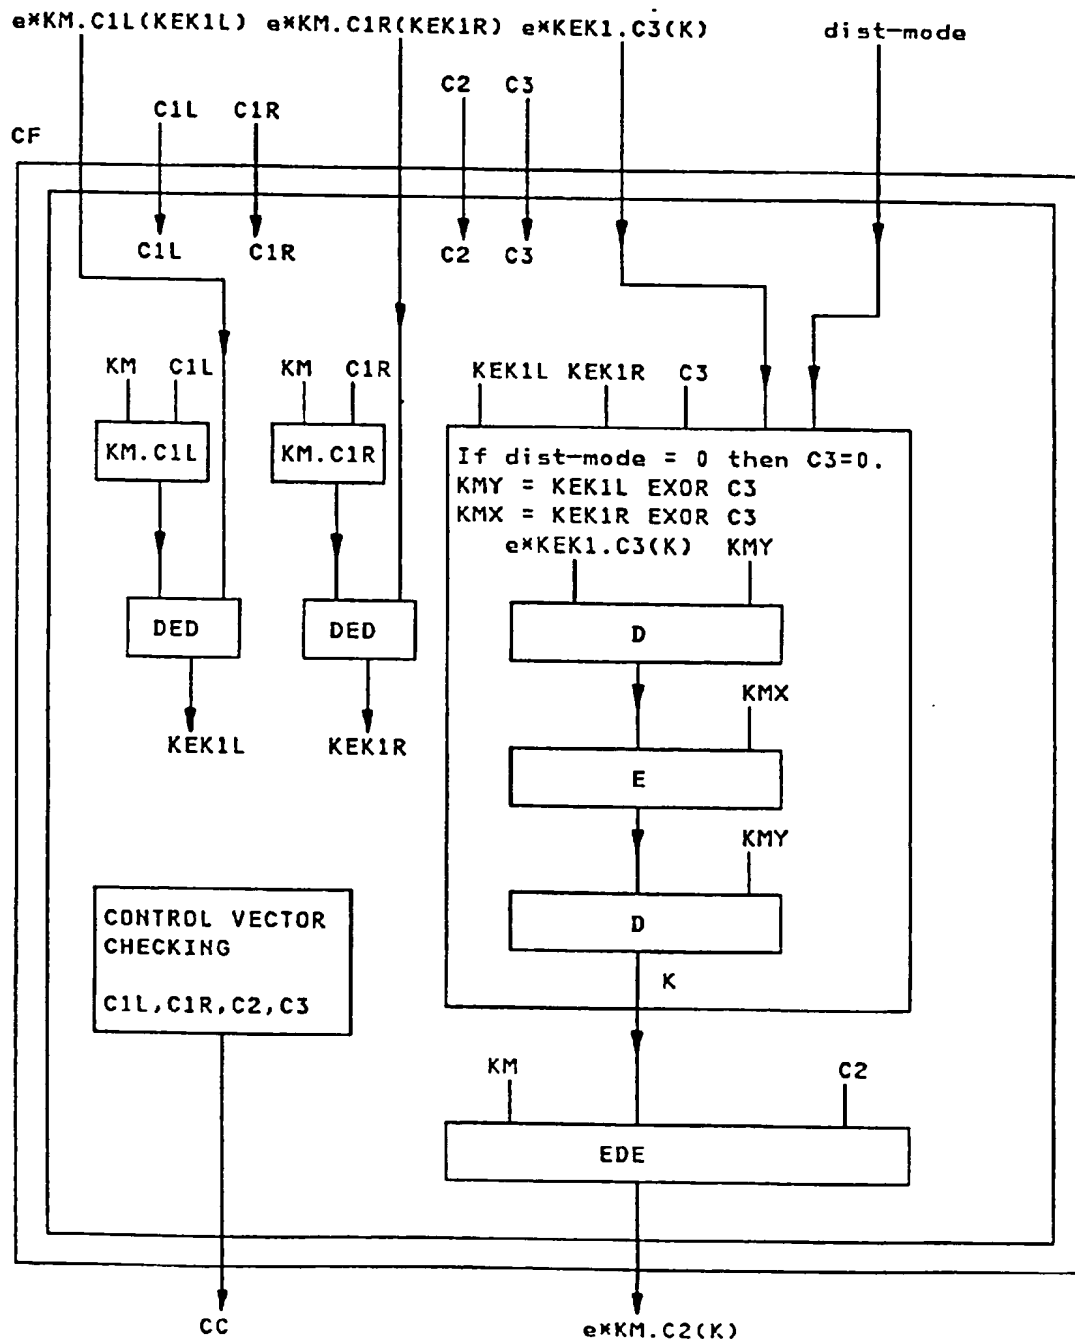 e*KM.C1L(KEK1L) e*KM.C1R(KEK1R) e*KEK1.C3(K) dist-mode
C2 C3
C1L C1R
CF
C1L C1R C2 C3
KM C1L KM C1R KEK1L KEK1R C3
KM.C1L KM.C1R
If dist-mode = 0 then C3=0.
KMY = KEK1L EXOR C3
KMX = KEK1R EXOR C3
e*KEK1.C3(K) KMY
DED DED D
KMX
KEK1L KEK1R
E
KMY
CONTROL VECTOR
CHECKING
D
K
C1L,C1R,C2,C3
KM C2
EDE
CC e*KM.C2(K)